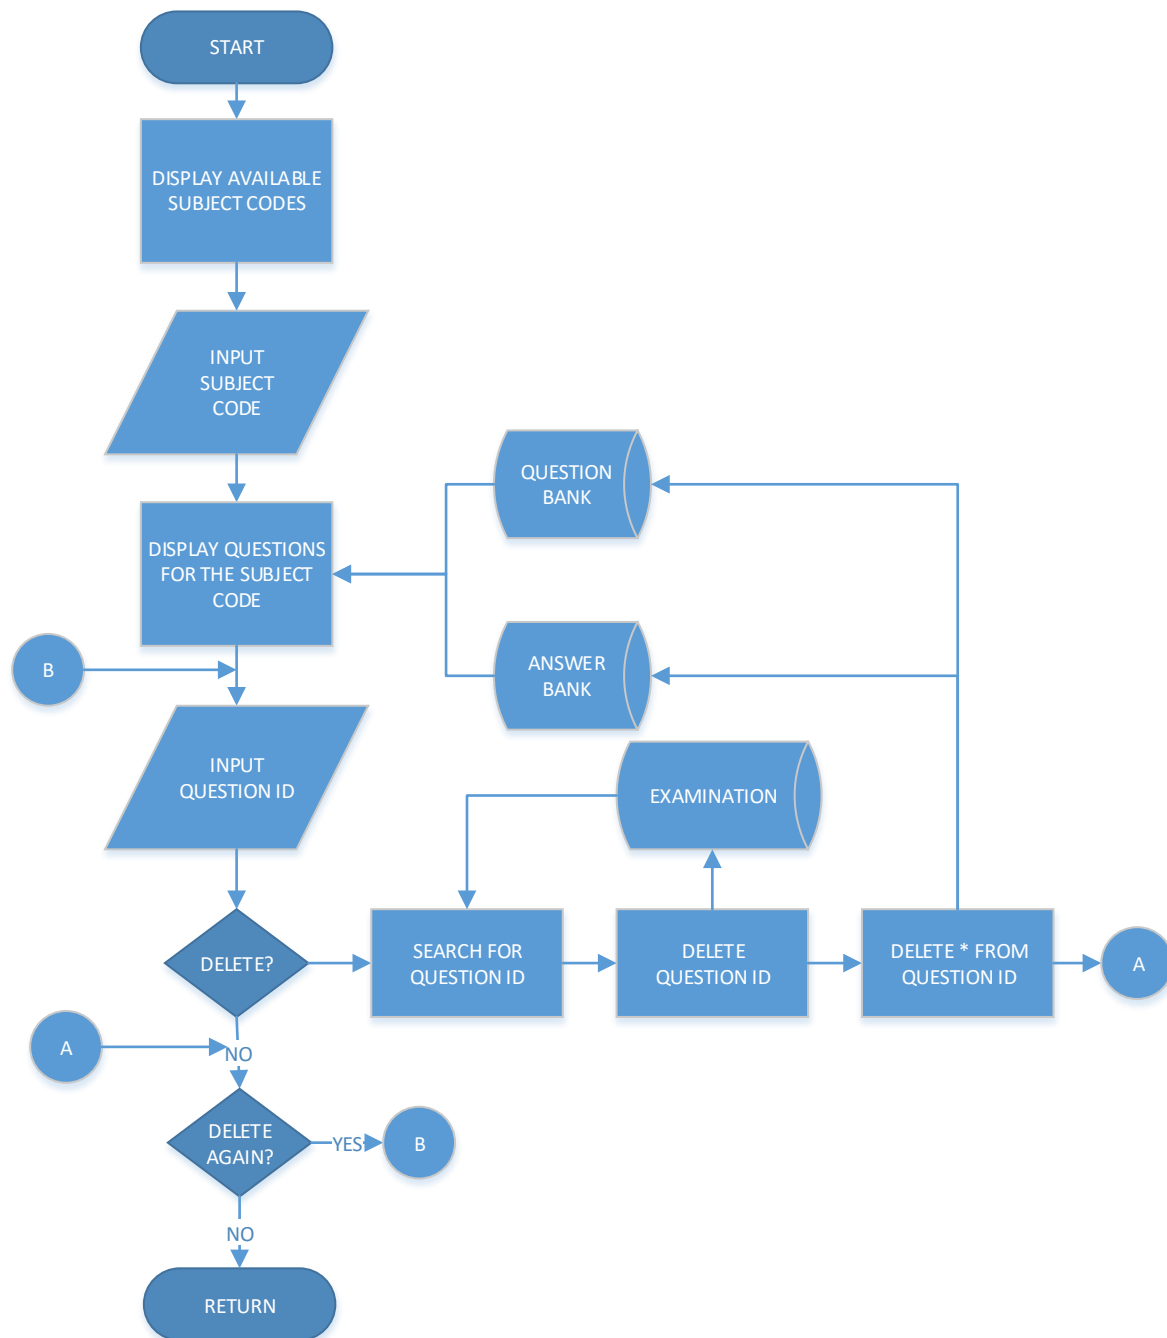 START
DISPLAY AVAILABLE
SUBJECT CODES
INPUT
SUBJECT
CODE
QUESTION
BANK
DISPLAY QUESTIONS
FOR THE SUBJECT
CODE
ANSWER
BANK
B
INPUT
QUESTION ID
EXAMINATION
DELETE?
SEARCH FOR
QUESTION ID
DELETE
QUESTION ID
DELETE * FROM
QUESTION ID
A
A
NO
DELETE
AGAIN?
YES
B
NO
RETURN